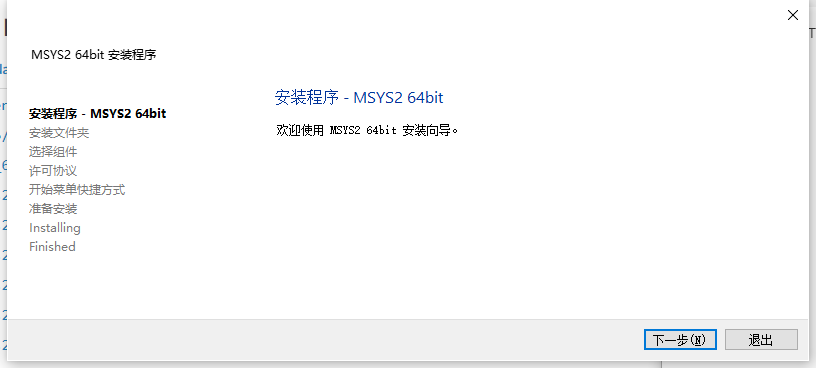 MSYS2 64bit 安装程序
安装程序 - MSYS2 64bit
安装文件夹
选择组件
许可协议
开始菜单快捷方式
准备安装
Installing
Finished
安装程序 - MSYS2 64bit
欢迎使用 MSYS2 64bit 安装向导。
下一步(N)
退出